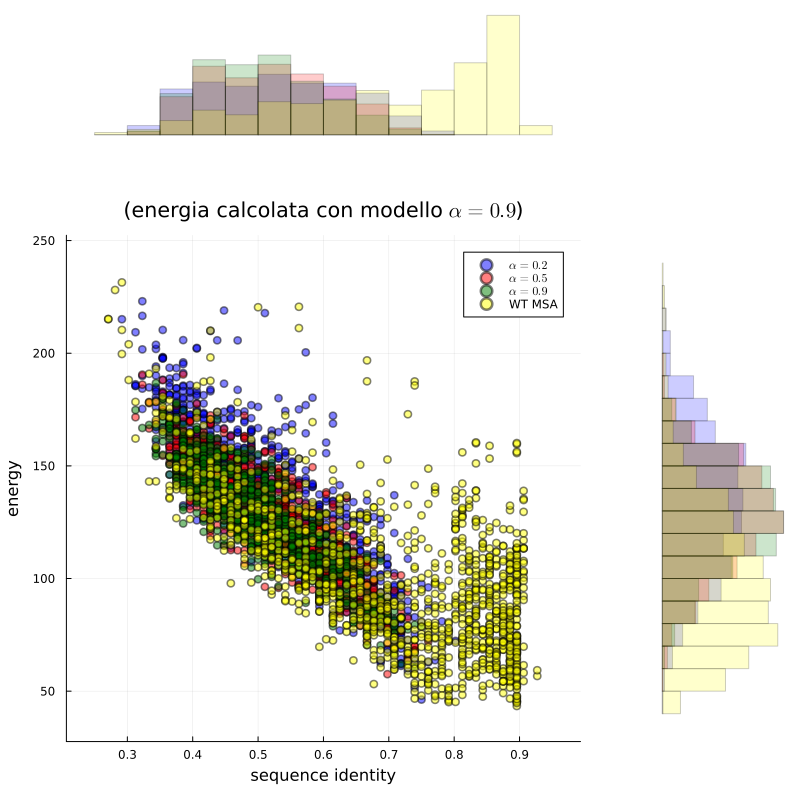 (energia calcolata con modello α = 0.9)
250
200
150
100
50
energy
α = 0.2
α = 0.5
α = 0.9
WT MSA
0.3 0.4 0.5 0.6 0.7 0.8 0.9
sequence identity